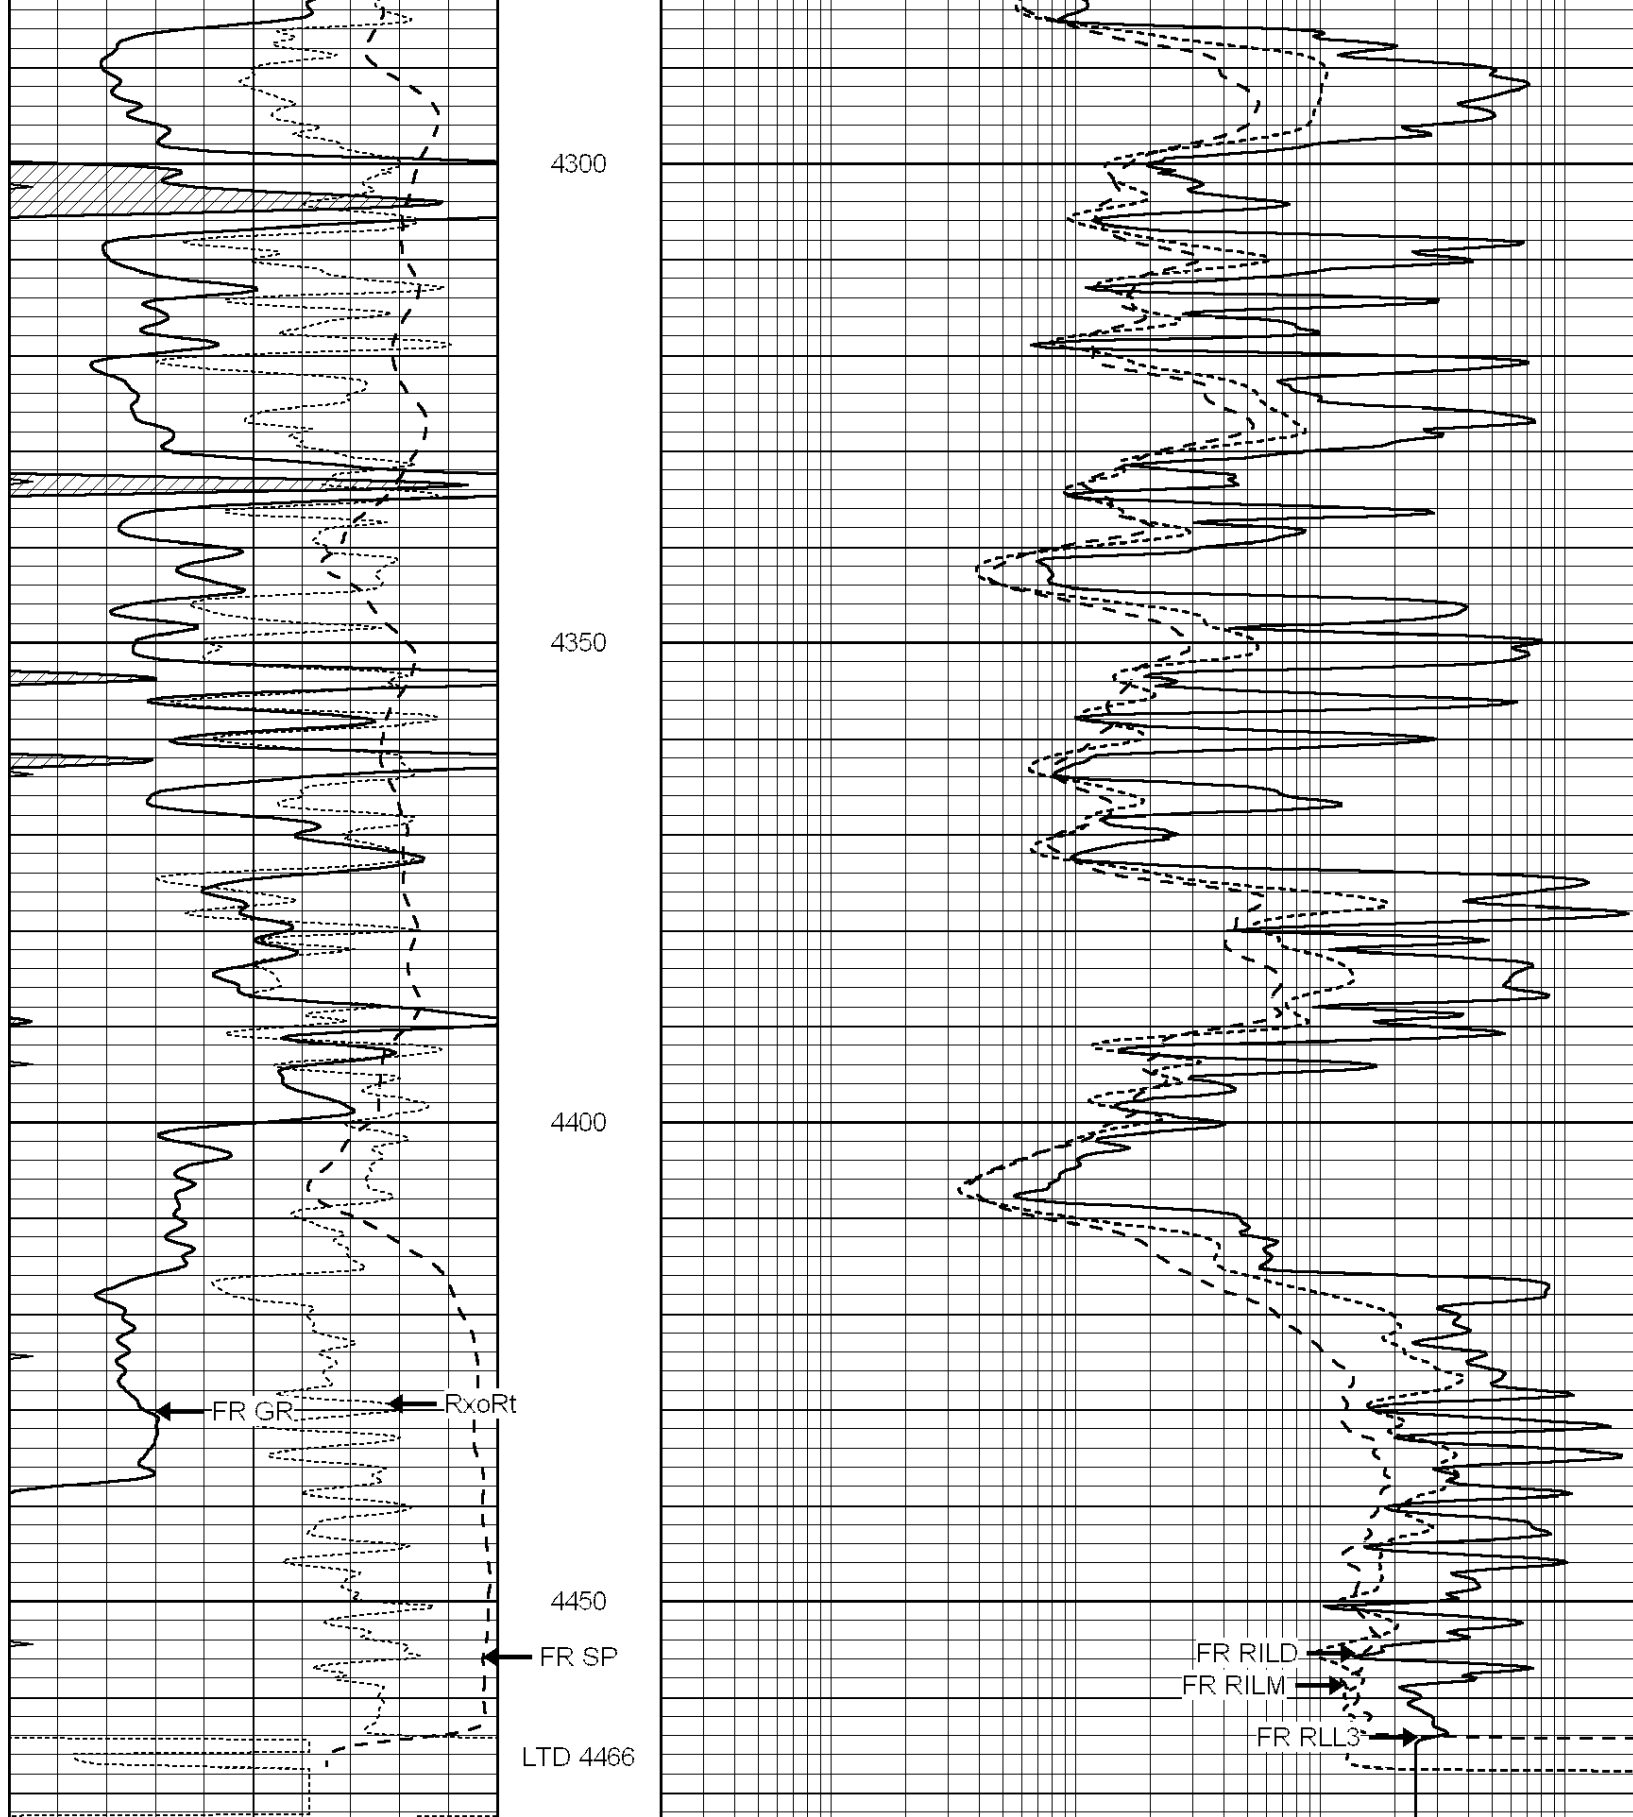 4300
4350
4400
FR GR
RxoRt
4450
FR SP
FR RILD
FR RILM
FR RLL3
LTD 4466